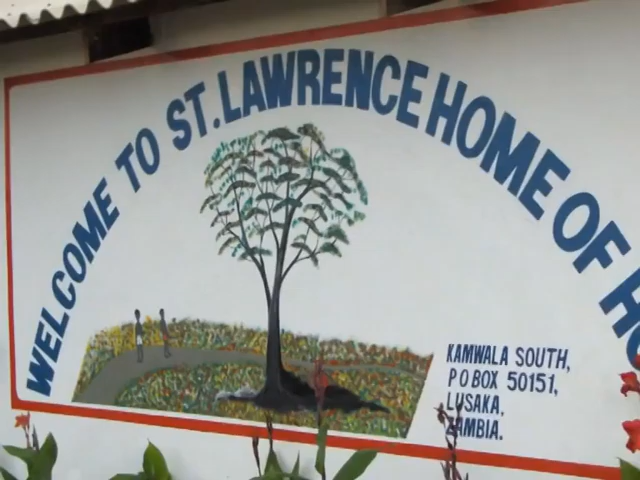 WELCOME TO ST. LAWRENCE HOME OF
KAMWALA SOUTH,
P O BOX 50151,
LUSAKA,
ZAMBIA.